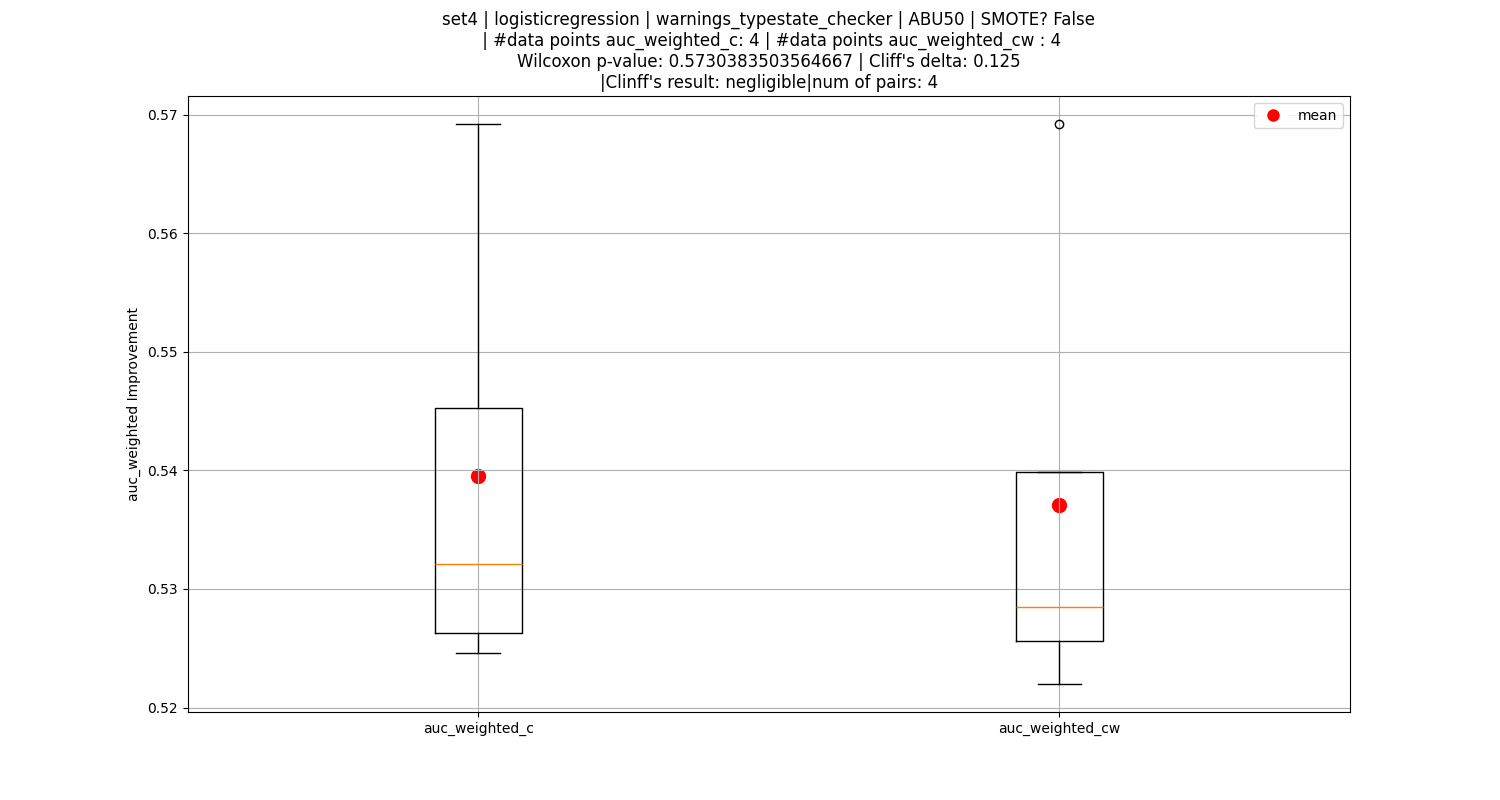 set4 | logisticregression | warnings_typestate_checker | ABU50 | SMOTE? False
| #data points auc_weighted_c: 4 | #data points auc_weighted_cw : 4
Wilcoxon p-value: 0.5730383503564667 | Cliff's delta: 0.125
|Clinff's result: negligible|num of pairs: 4
mean
0.57
0.56
0.55
0.54
0.53
0.52
auc_weighted Improvement
auc_weighted_c
auc_weighted_cw